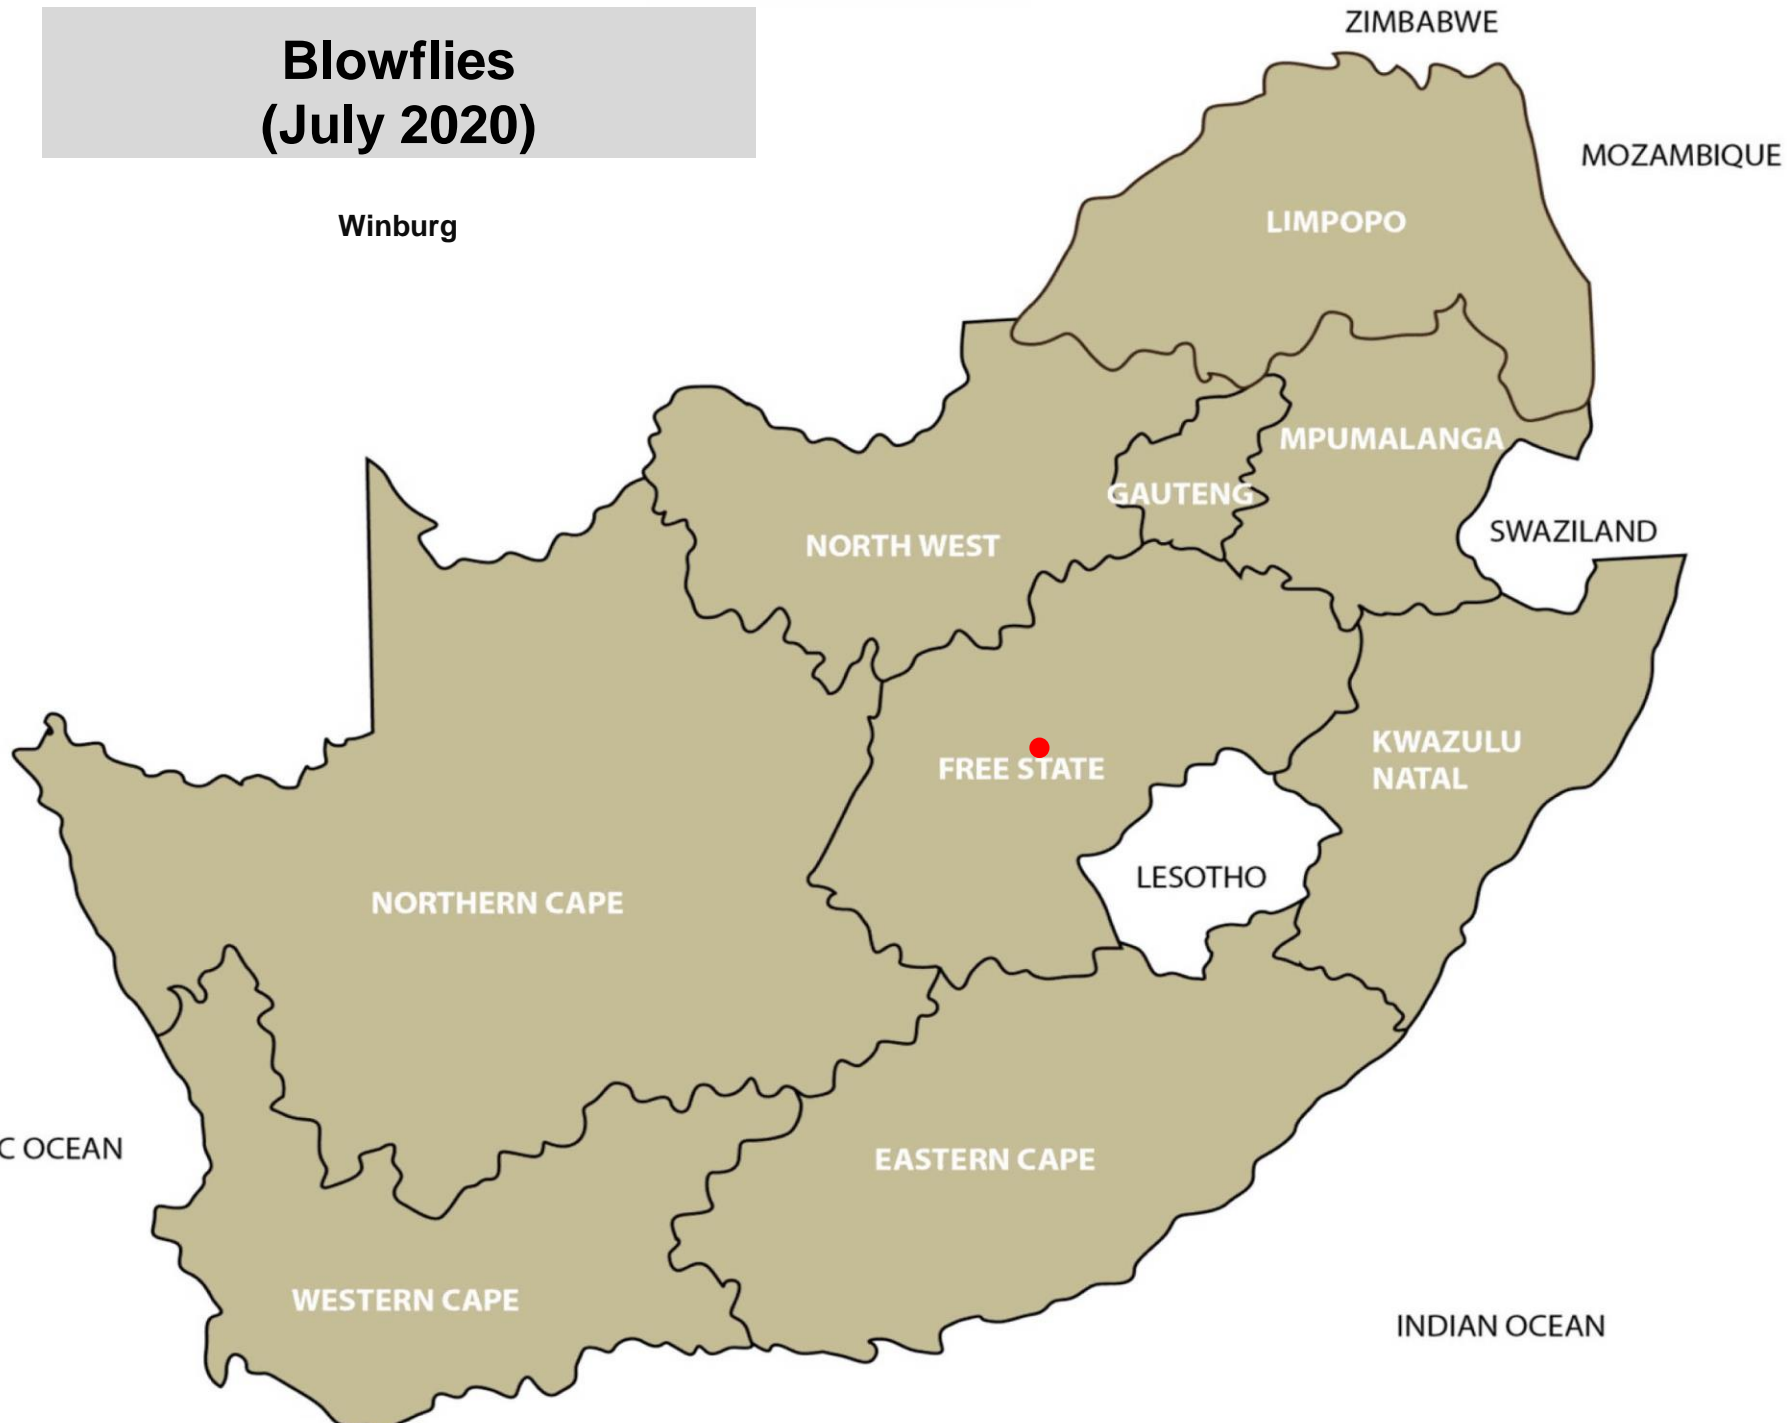 Blowflies
(July 2020)
Winburg
ZIMBABWE
MOZAMBIQUE
LIMPOPO
MPUMALANGA
GAUTENG
SWAZILAND
NORTH WEST
KWAZULU
NATAL
FREE STATE
LESOTHO
NORTHERN CAPE
C OCEAN
EASTERN CAPE
WESTERN CAPE
INDIAN OCEAN